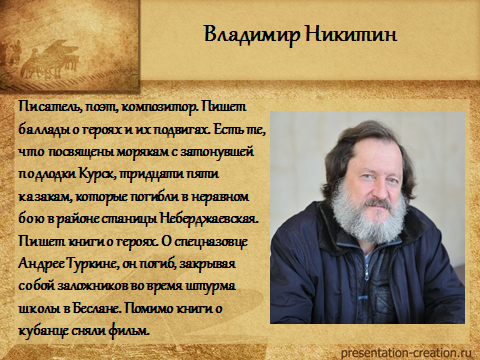 Владимир Никитин
Писатель, поэт, композитор. Пишет
баллады о героях и их подвигах. Есть те,
что посвящены морякам с затонувшей
подлодки Курск, тридцати пяти
казакам, которые погибли в неравном
бою в районе станицы Неберджаевская.
Пишет книги о героях. О спецназовце
Андрее Туркине, он погиб, закрывая
собой заложников во время штурма
школы в Беслане. Помимо книги о
кубанце сняли фильм.
presentation-creation.ru